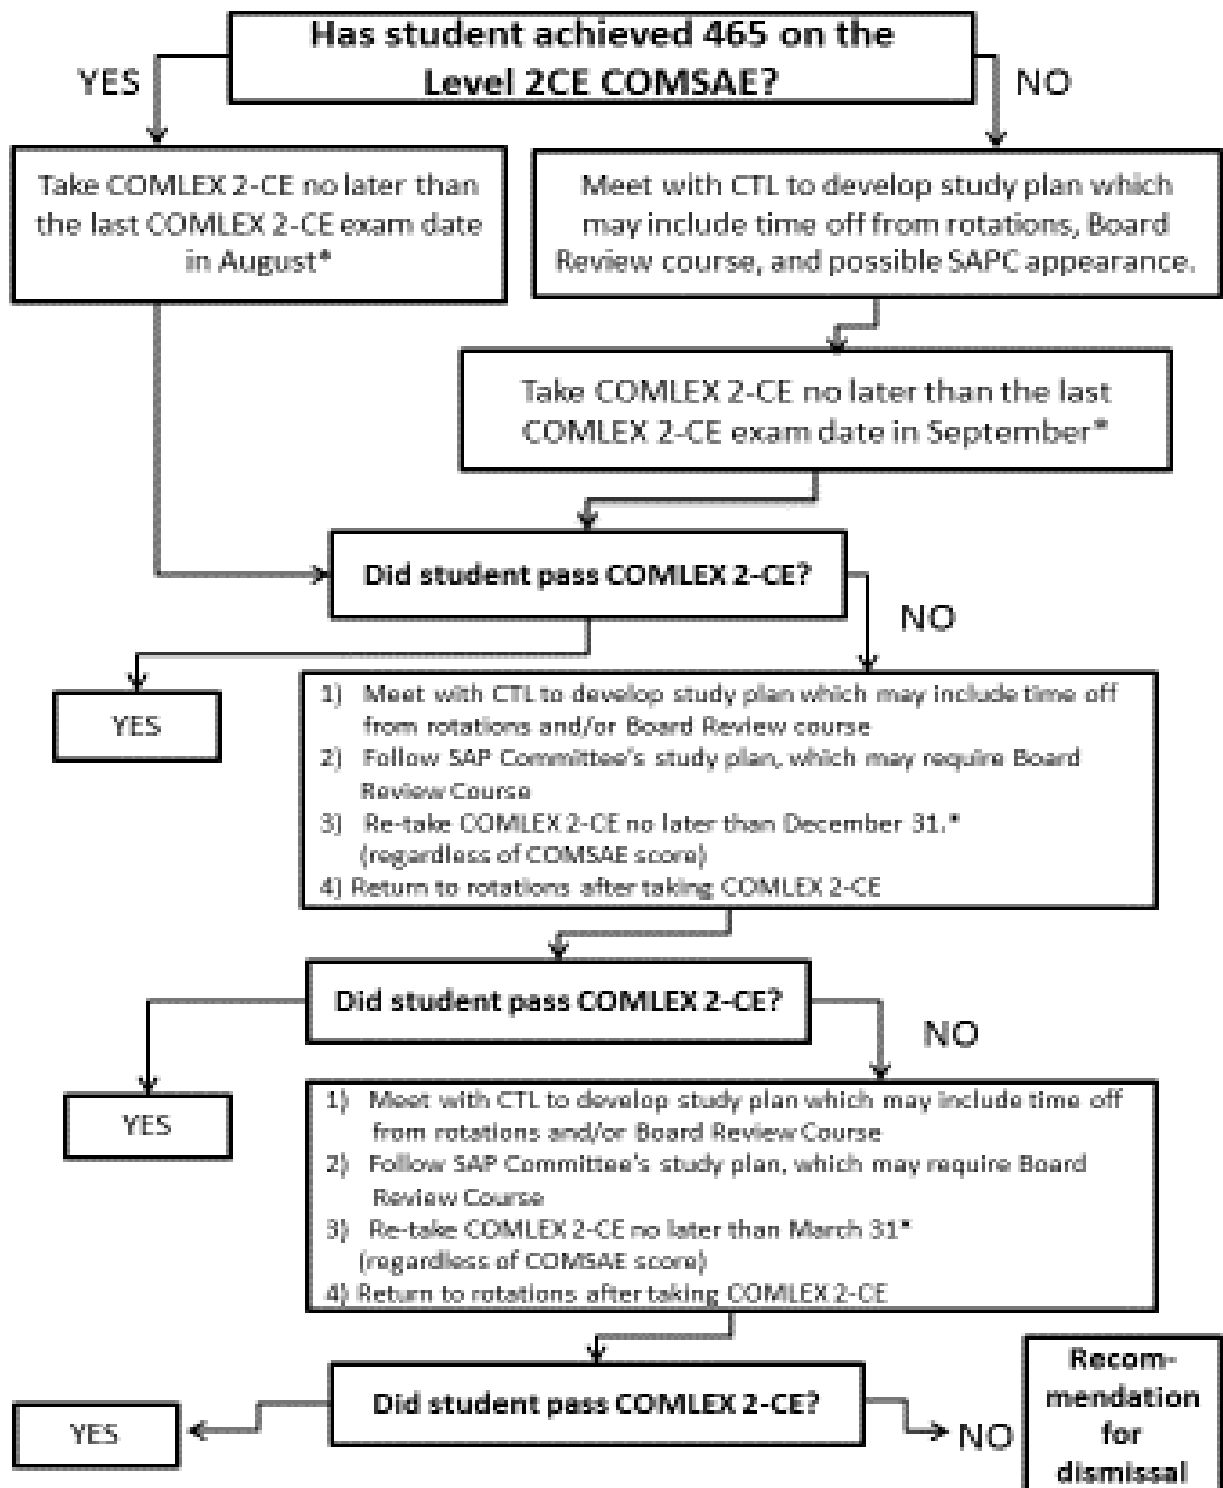 Has student achieved 465 on the
Level 2CE COMSAE?
YES
NO
Take COMLEX 2-CE no later than
the last COMLEX 2-CE exam date
in August*
Meet with CTL to develop study plan which
may include time off from rotations, Board
Review course, and possible SAPC appearance.
Take COMLEX 2-CE no later than the last
COMLEX 2-CE exam date in September*
Did student pass COMLEX 2-CE?
NO
YES
1) Meet with CTL to develop study plan which may include time off
from rotations and/or Board Review course
2) Follow SAP Committee's study plan, which may require Board
Review Course
3) Re-take COMLEX 2-CE no later than December 31.*
(regardless of COMSAE score)
4) Return to rotations after taking COMLEX 2-CE
Did student pass COMLEX 2-CE?
NO
YES
1) Meet with CTL to develop study plan which may include time off
from rotations and/or Board Review Course
2) Follow SAP Committee's study plan, which may require Board
Review Course
3) Re-take COMLEX 2-CE no later than March 31*
(regardless of COMSAE score)
4) Return to rotations after taking COMLEX 2-CE
Did student pass COMLEX 2-CE?
YES
NO
Recom-
mendation
for
dismissal